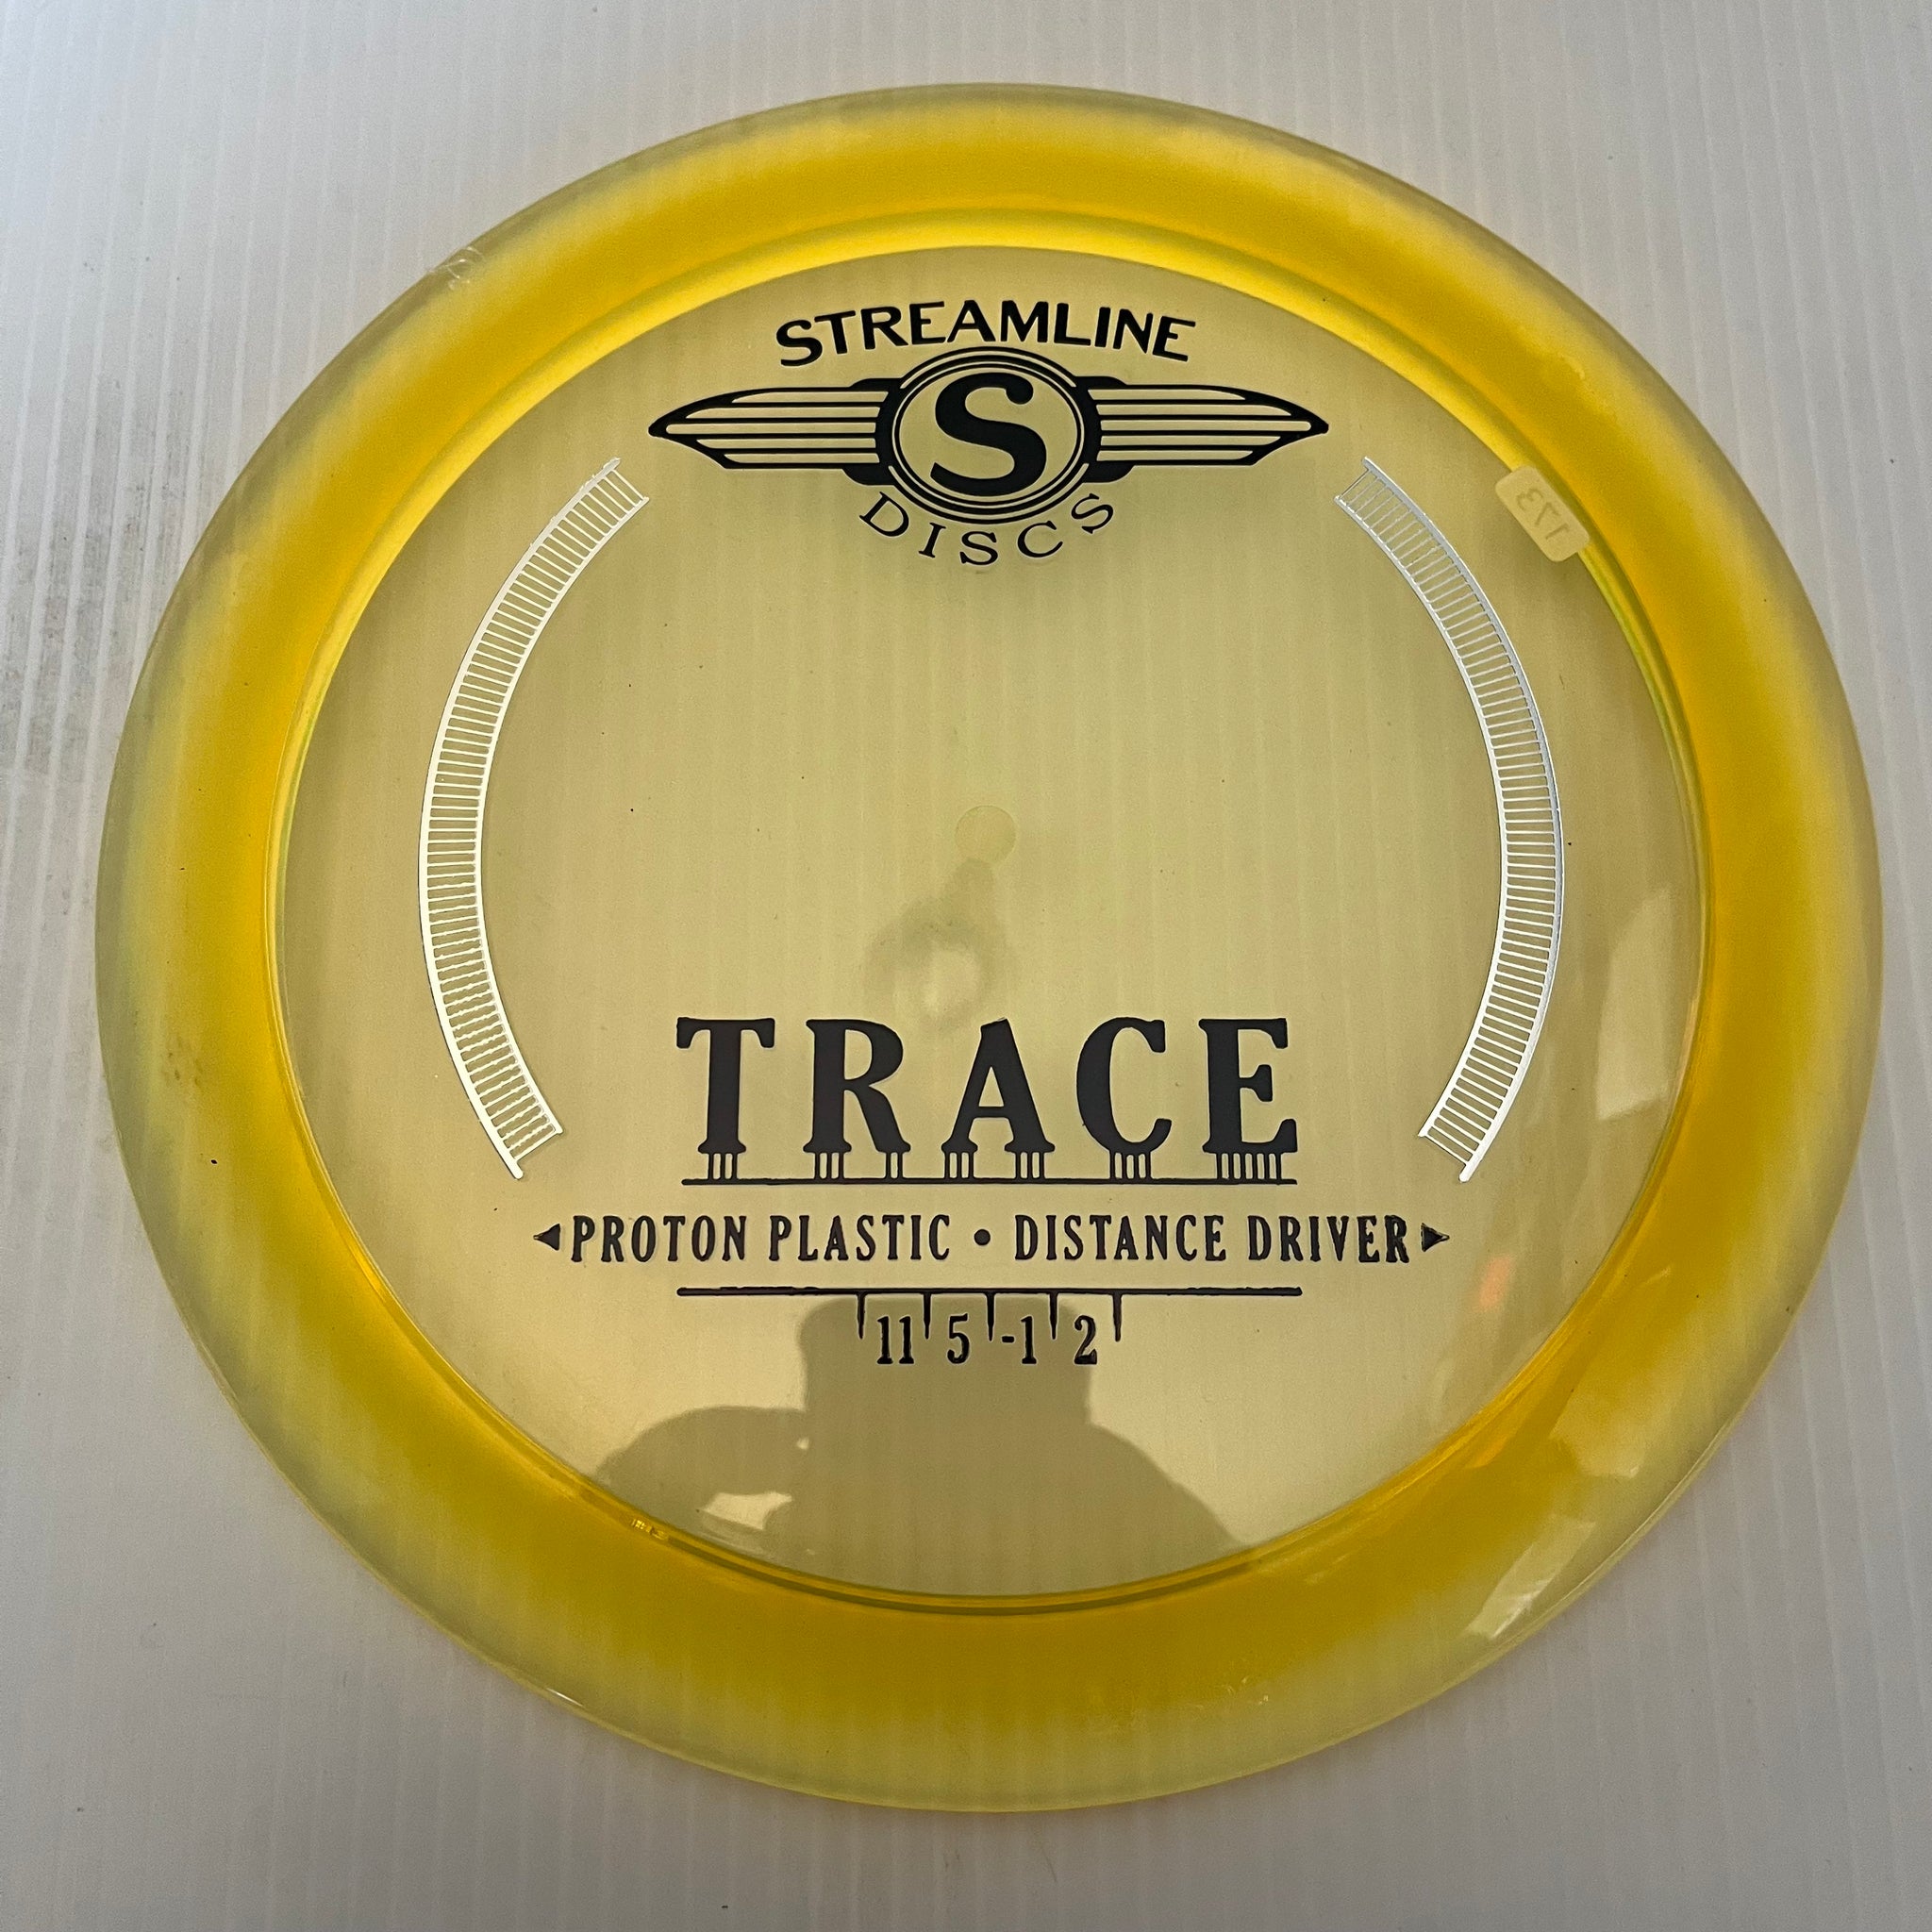 STREAMLINE
S
DISCS
173
TRACE
PROTON PLASTIC • DISTANCE DRIVER
11 5 -1 2